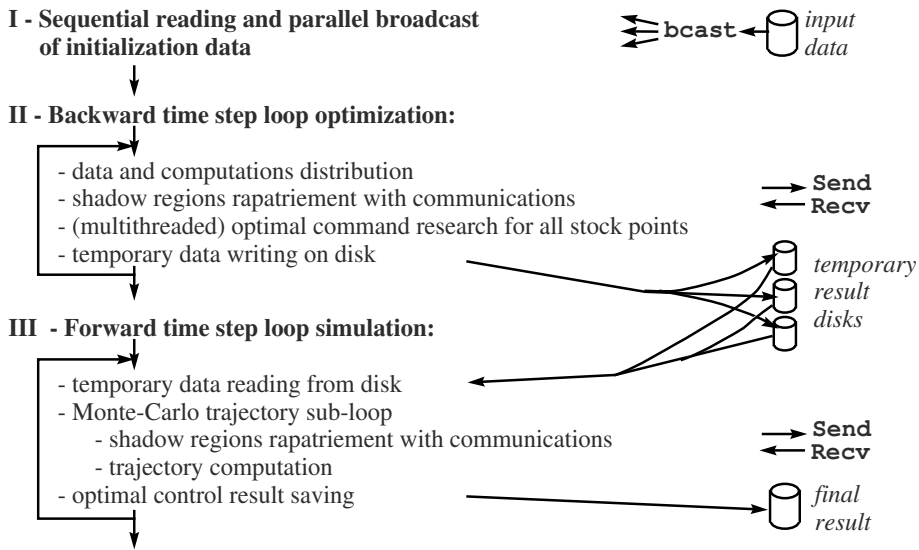 I - Sequential reading and parallel broadcast
of initialization data
bcast
input
data
II - Backward time step loop optimization:
- data and computations distribution
- shadow regions rapatriement with communications
- (multithreaded) optimal command research for all stock points
- temporary data writing on disk
Send
Recv
temporary
result
disks
III - Forward time step loop simulation:
- temporary data reading from disk
- Monte-Carlo trajectory sub-loop
- shadow regions rapatriement with communications
- trajectory computation
- optimal control result saving
Send
Recv
final
result